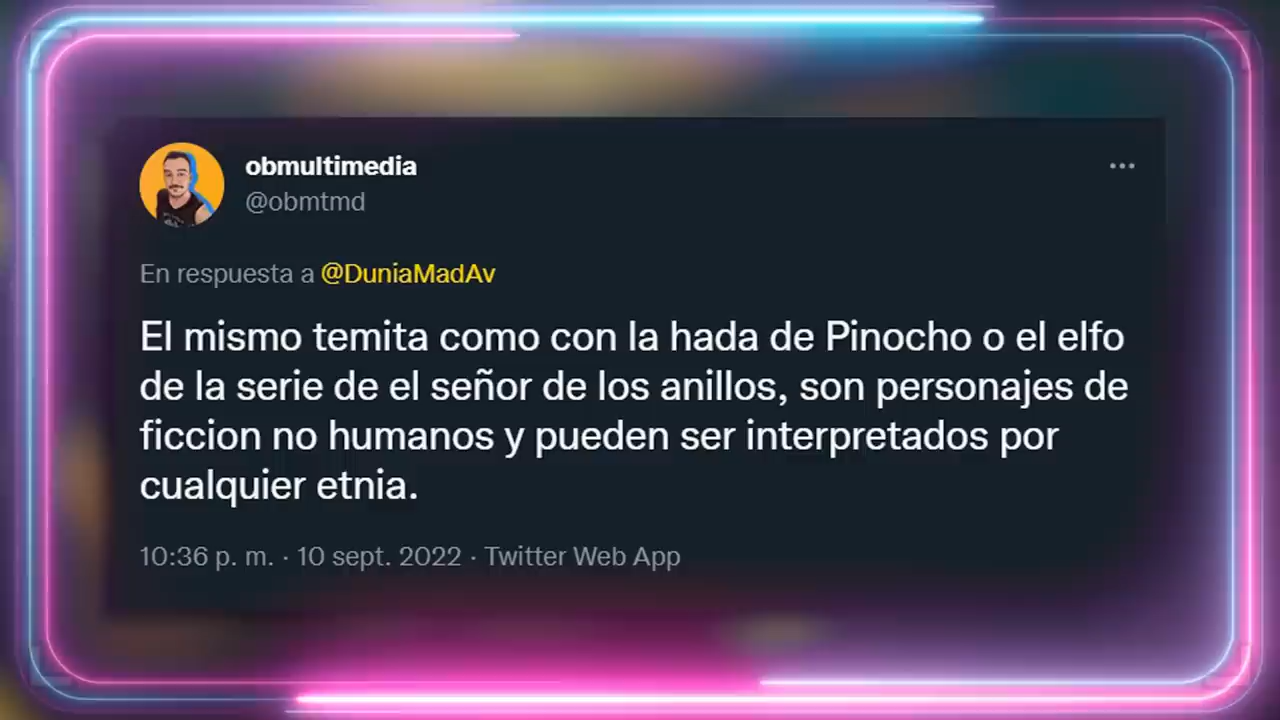 obmultimedia
@obmtmd
En respuesta a @DuniaMadAv
El mismo temita como con la hada de Pinocho o el elfo
de la serie de el señor de los anillos, son personajes de
ficcion no humanos y pueden ser interpretados por
cualquier etnia.
10:36 p. m. · 10 sept. 2022 · Twitter Web App